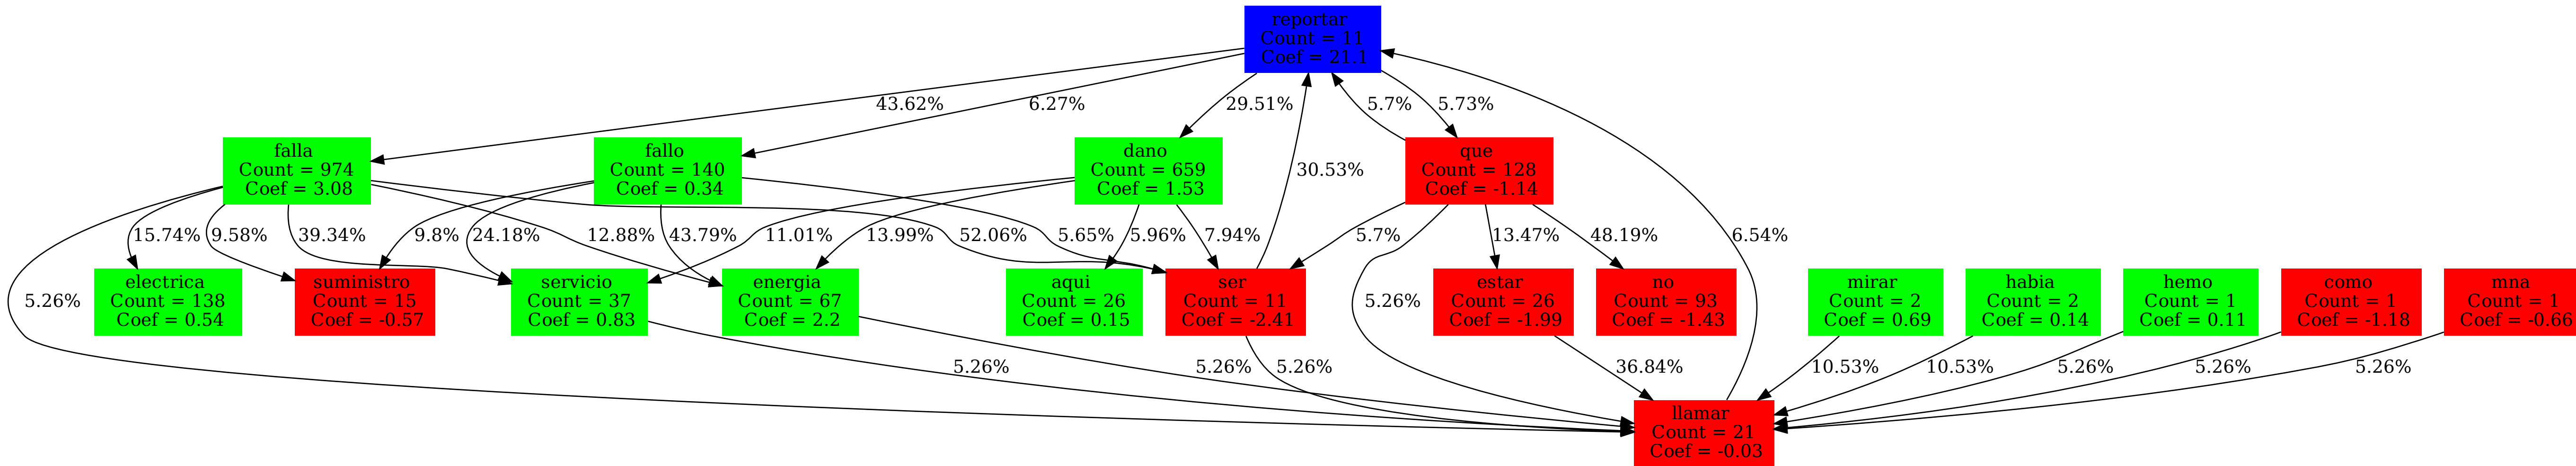 reportar
Count = 11
Coef = 21.1
43.62%
6.27%
29.51%
5.7%
5.73%
falla
Count = 974
Coef = 3.08
fallo
Count = 140
Coef = 0.34
dano
Count = 659
Coef = 1.53
que
Count = 128
Coef = -1.14
30.53%
15.74%
9.58%
39.34%
12.88%
9.8%
24.18%
43.79%
11.01%
13.99%
52.06%
5.65%
5.96%
7.94%
5.7%
13.47%
48.19%
6.54%
5.26%
electrica
Count = 138
Coef = 0.54
suministro
Count = 15
Coef = -0.57
servicio
Count = 37
Coef = 0.83
energia
Count = 67
Coef = 2.2
aqui
Count = 26
Coef = 0.15
ser
Count = 11
Coef = -2.41
5.26%
estar
Count = 26
Coef = -1.99
no
Count = 93
Coef = -1.43
mirar
Count = 2
Coef = 0.69
habia
Count = 2
Coef = 0.14
hemo
Count = 1
Coef = 0.11
como
Count = 1
Coef = -1.18
mna
Count = 1
Coef = -0.66
5.26%
5.26%
5.26%
36.84%
10.53%
10.53%
5.26%
5.26%
5.26%
llamar
Count = 21
Coef = -0.03